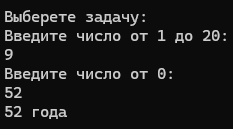 Выберете задачу:
Введите число от 1 до 20:
9
Введите число от 0:
52
52 года